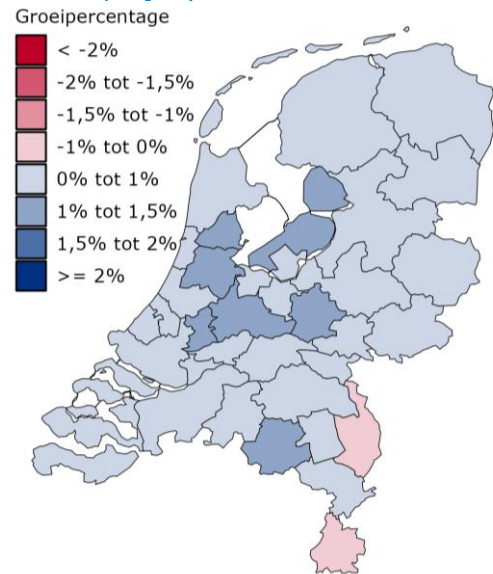 Groeipercentage
< -2%
-2% tot -1,5%
-1,5% tot -1%
-1% tot 0%
0% tot 1%
1% tot 1,5%
1,5% tot 2%
>= 2%